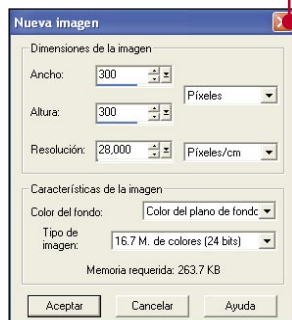 Nueva imagen
Dimensiones de la imagen
Ancho: 300
Píxeles
Altura: 300
Resolución: 28,000 Píxeles/cm
Características de la imagen
Color del fondo: Color del plano de fondc
Tipo de
imagen: 16.7 M. de colores (24 bits)
Memoria requerida: 263.7 KB
Aceptar Cancelar Ayuda